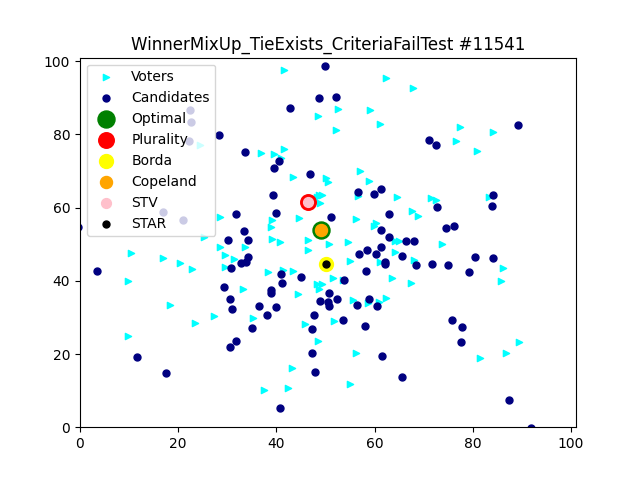 WinnerMixUp_TieExists_CriteriaFailTest #11541
100
80
60
40
20
0
0
20
40
60
80
100
Voters
Candidates
Optimal
Plurality
Borda
Copeland
STV
STAR